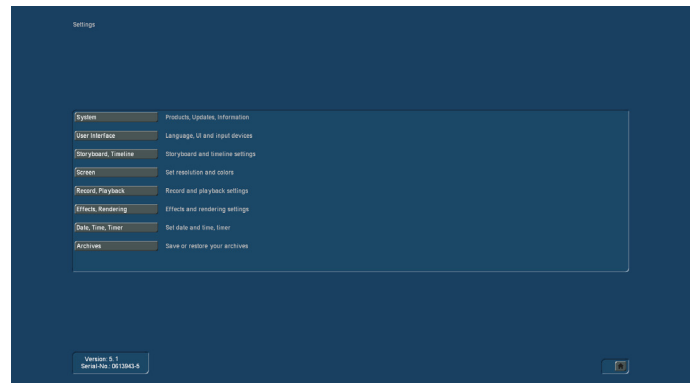 Settings
System Products, Updates, Information
User Interface Language, UI and input devices
Storyboard, Timeline Storyboard and timeline settings
Screen Set resolution and colors
Record, Playback Record and playback settings
Effects, Rendering Effects and rendering settings
Date, Time, Timer Set date and time, timer
Archives Save or restore your archives
Version: 5.1
Serial-No.: 0613943-5